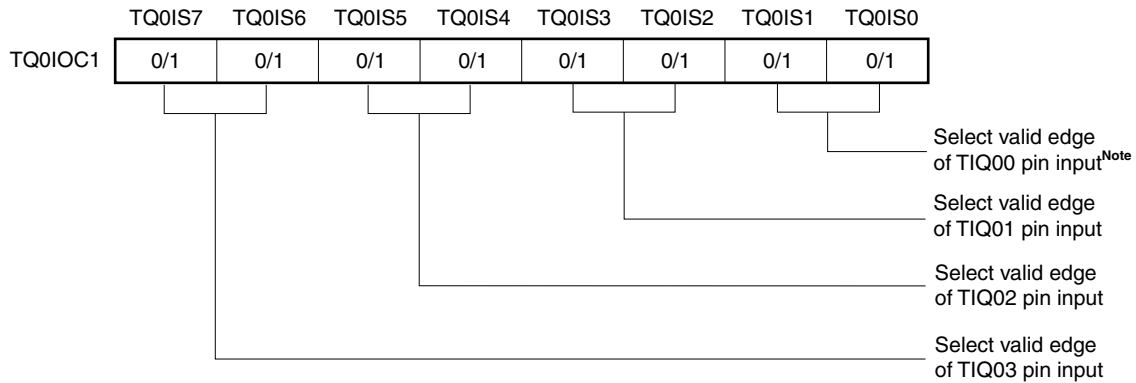 TQ0IS7 TQ0IS6 TQ0IS5 TQ0IS4 TQ0IS3 TQ0IS2 TQ0IS1 TQ0IS0
TQ0IOC1 0/1 0/1 0/1 0/1 0/1 0/1 0/1 0/1
Select valid edge
of TIQ00 pin inputNote
Select valid edge
of TIQ01 pin input
Select valid edge
of TIQ02 pin input
Select valid edge
of TIQ03 pin input